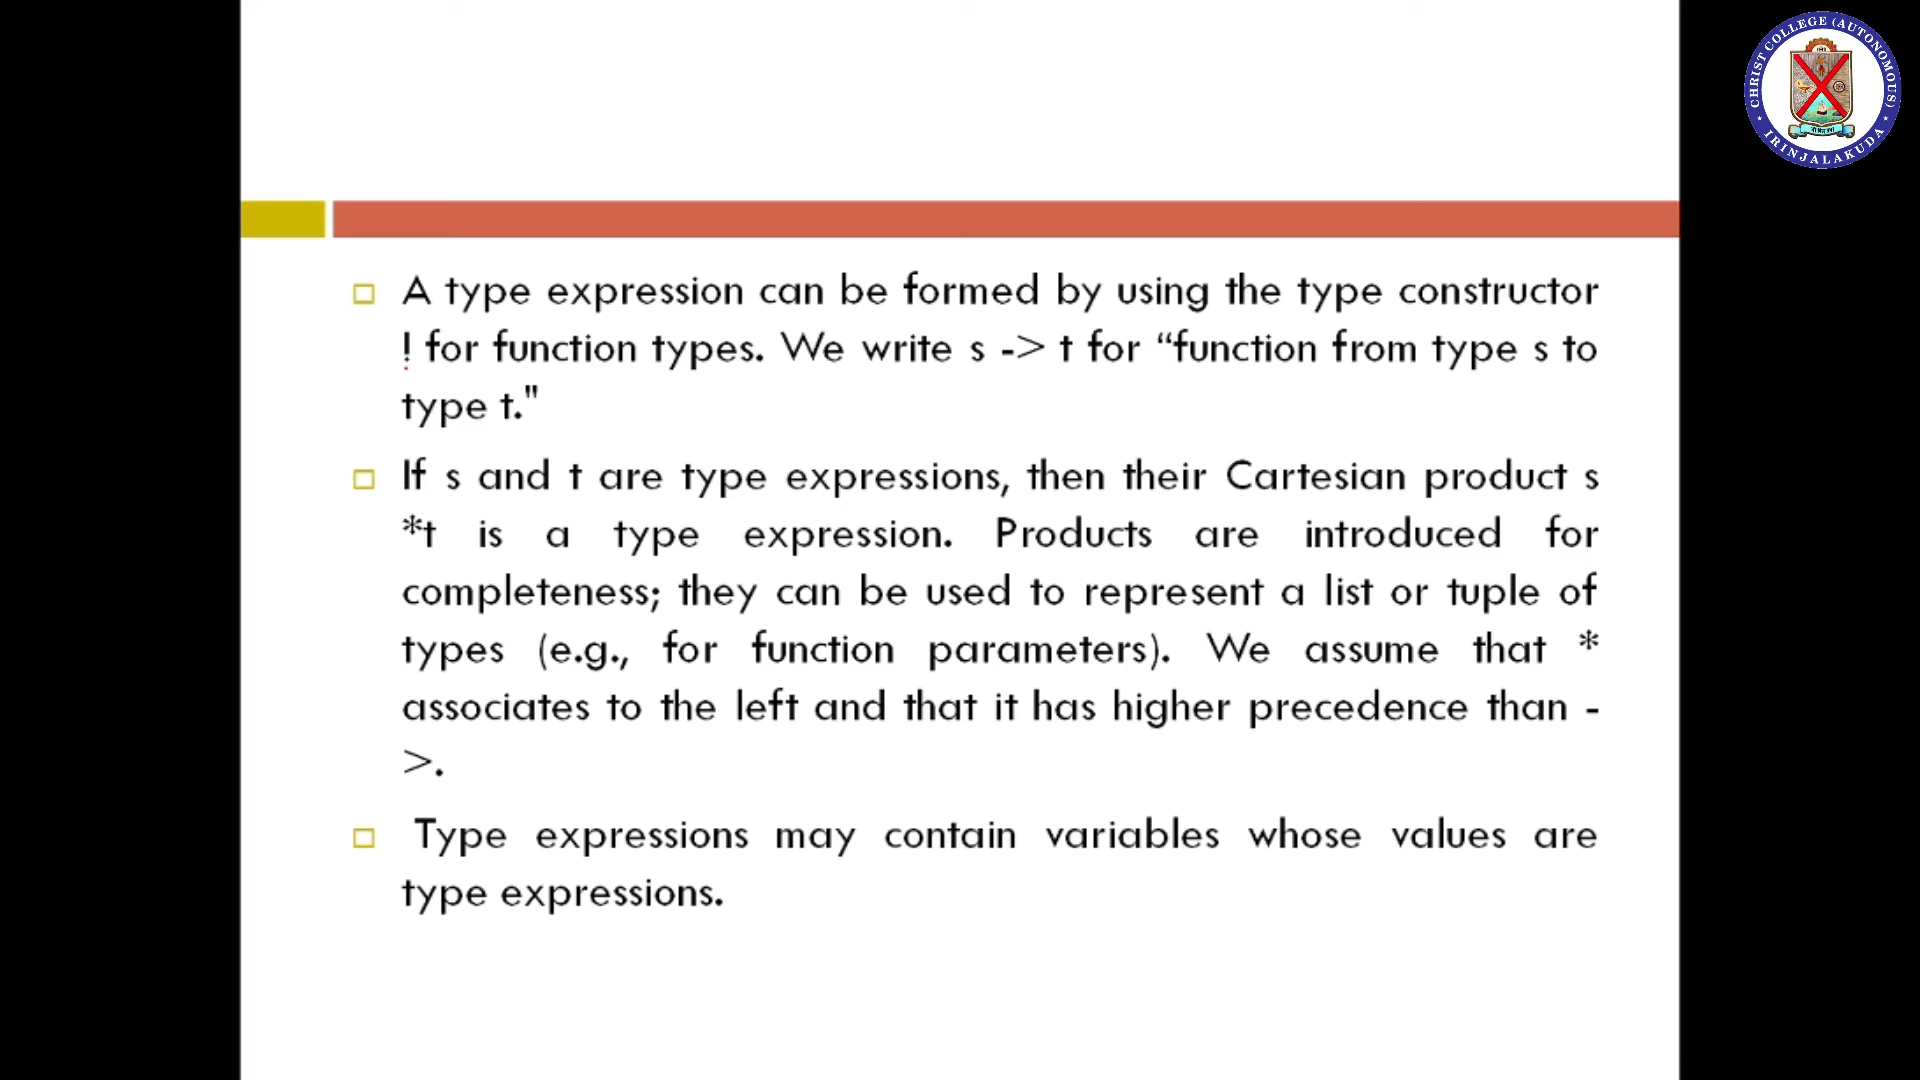 CHRIST COLLEGE (AUTONOMOUS)
IRINJALAKUDA
A type expression can be formed by using the type constructor
! for function types. We write s -> t for “function from type s to
type t."
If s and t are type expressions, then their Cartesian product s
*t is a type expression. Products are introduced for
completeness; they can be used to represent a list or tuple of
types (e.g., for function parameters). We assume that *
associates to the left and that it has higher precedence than -
>.
Type expressions may contain variables whose values are
type expressions.